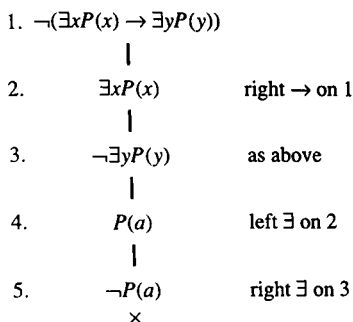 1. ¬(∃xP(x) → ∃yP(y))
2. ∃xP(x) right → on 1
3. ¬∃yP(y) as above
4. P(a) left ∃ on 2
5. ¬P(a) right ∃ on 3
×